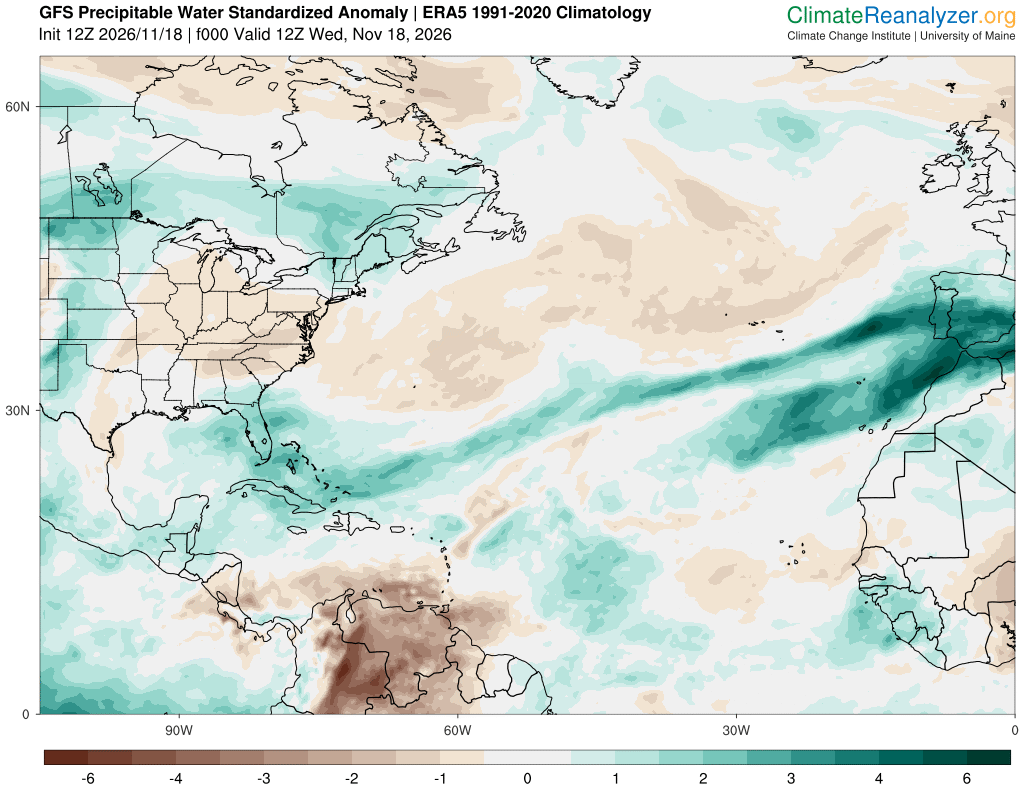 GFS Precipitable Water Standardized Anomaly | ERA5 1991-2020 Climatology
Init 12Z 2026/11/18 | f000 Valid 12Z Wed, Nov 18, 2026
ClimateReanalyzer.org
Climate Change Institute | University of Maine
60N
30N
0
90W
60W
30W
0
-6
-4
-3
-2
-1
0
1
2
3
4
6